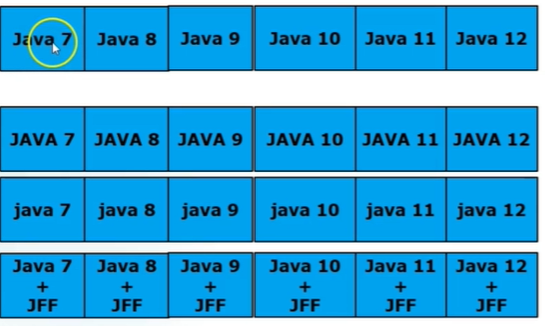 Java 7 Java 8 Java 9 Java 10 Java 11 Java 12
JAVA 7 JAVA 8 JAVA 9 JAVA 10 JAVA 11 JAVA 12
java 7 java 8 java 9 java 10 java 11 java 12
Java 7 Java 8 Java 9 Java 10 Java 11 Java 12
+ + + + + +
JFF JFF JFF JFF JFF JFF